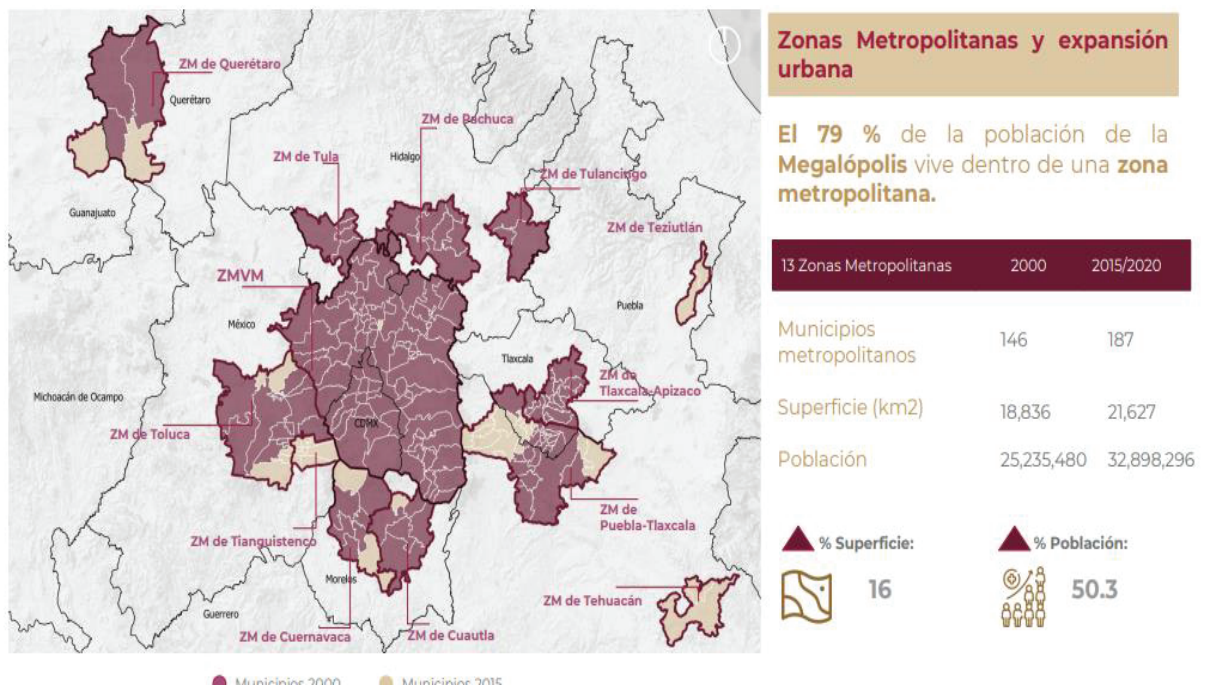 ZM de Querétaro
Querétaro
ZM de Pachuca
ZM de Tula
Hidalgo
ZM de Tulancingo
Guanajuato
ZM de Teziutlán
ZMVM
Puebla
México
Tlaxcala
ZM de
Tlaxcala-Apizaco
Michoacán de Ocampo
CDMX
ZM de Toluca
ZM de
Puebla-Tlaxcala
ZM de Tianguistenco
Morelos
ZM de Tehuacán
Guerrero
ZM de Cuernavaca
ZM de Cuautla
Municipios 2000
Municipios 2015
Zonas Metropolitanas y expansión
urbana
El 79 % de la población de la
Megalópolis vive dentro de una zona
metropolitana.
13 Zonas Metropolitanas 2000 2015/2020
Municipios
metropolitanos 146 187
Superficie (km2) 18,836 21,627
Población 25,235,480 32,898,296
% Superficie: % Población:
16 50.3